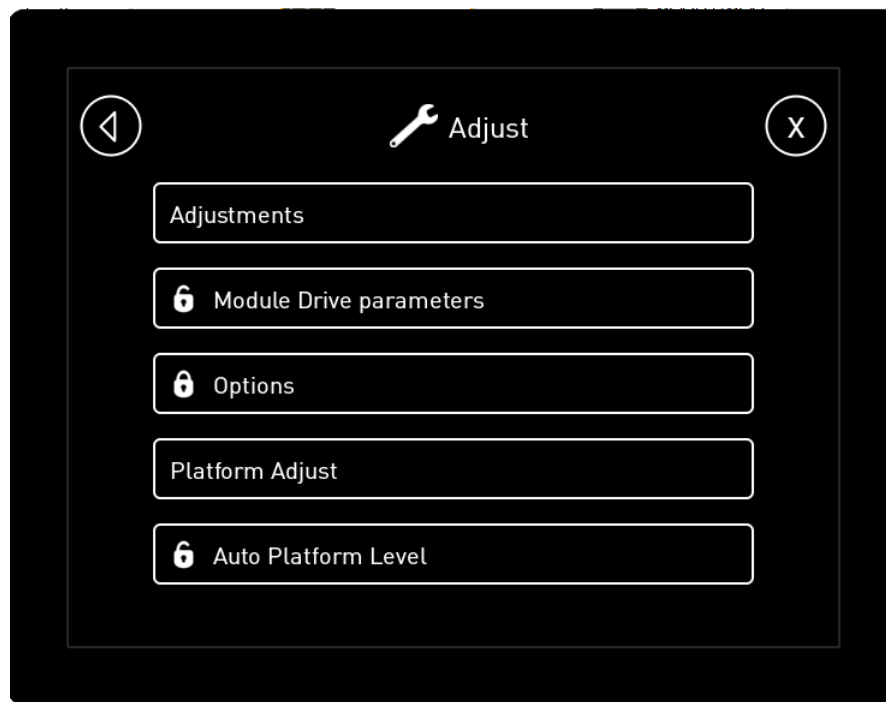 Adjust
X
Adjustments
Module Drive parameters
Options
Platform Adjust
Auto Platform Level